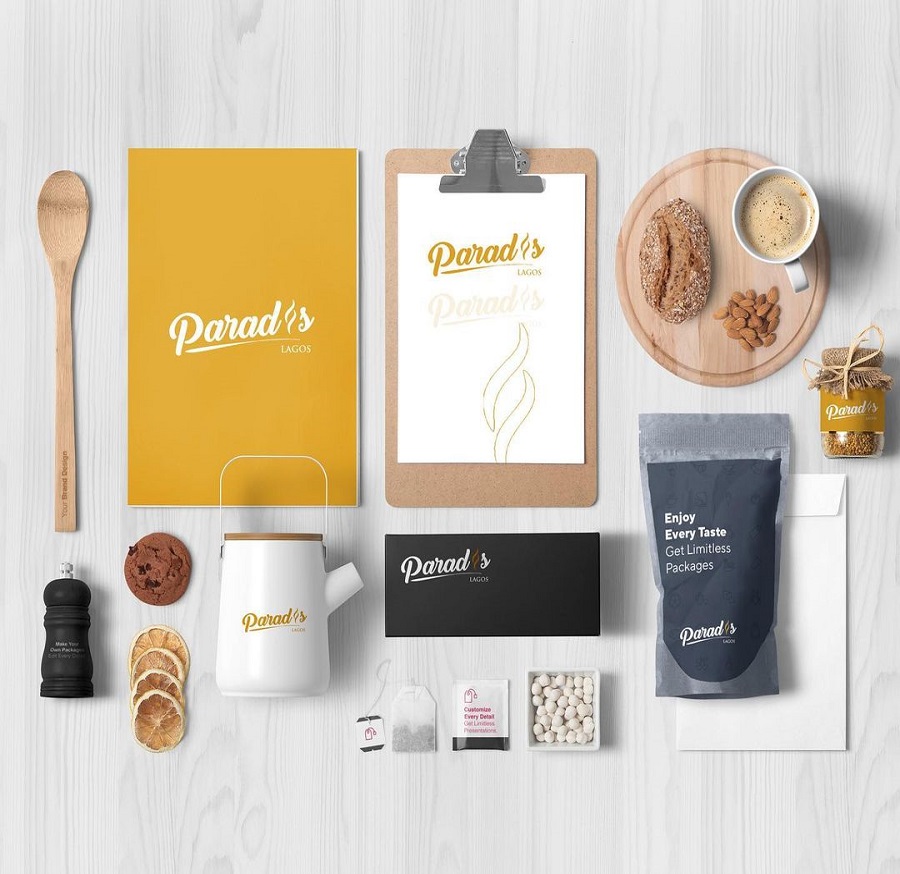 Paradis
LAGOS
Paradis
LAGOS
Paradis
Paradis
Your Brand Design
Enjoy
Every Taste
Get Limitless
Packages
Paradis
LAGOS
Paradis
LAGOS
Paradis
LAGOS
Make Your
Own Packages
Customize
Every Detail
Get Limitless
Presentations.